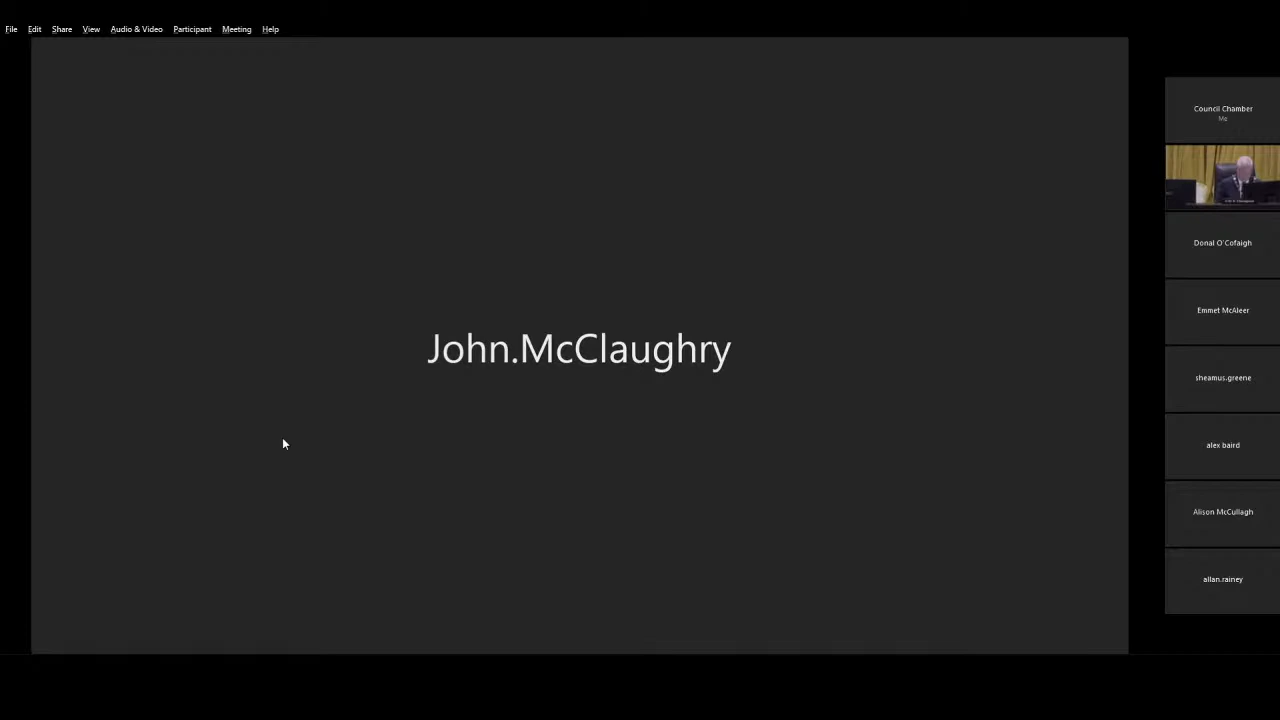 File Edit Share View Audio & Video Participant Meeting Help
Council Chamber
Me
Donal O'Cofaigh
Emmet McAleer
John.McClaughry
sheamus.greene
alex baird
Alison McCullagh
allan.rainey